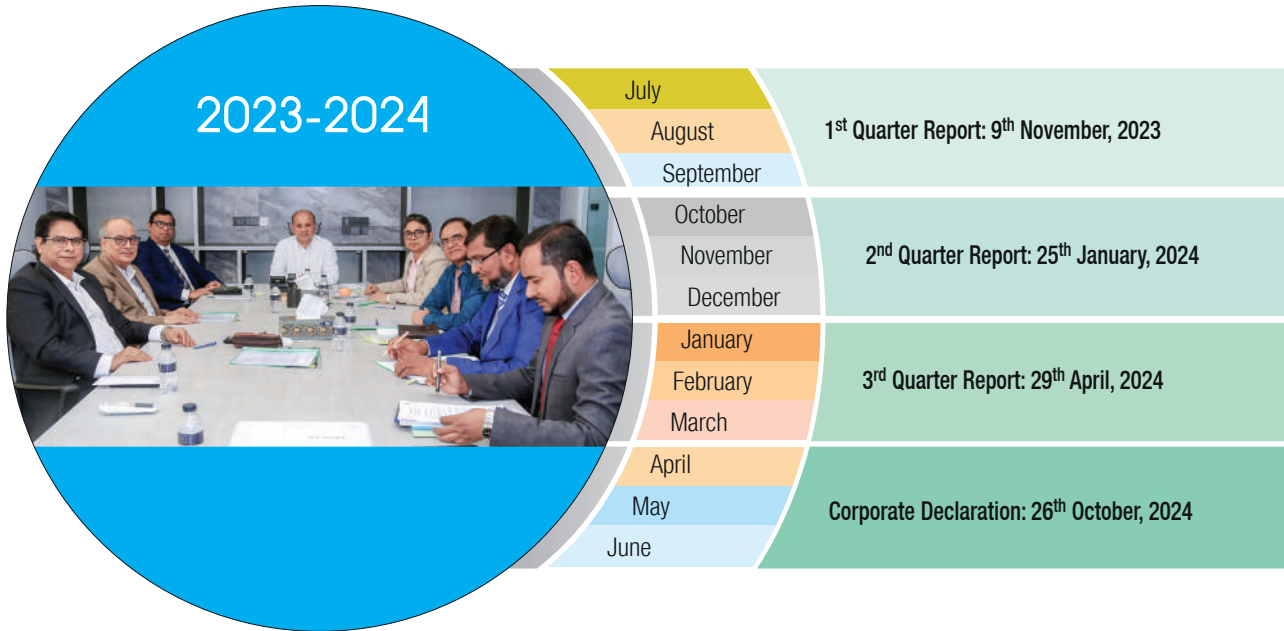 2023-2024
July
August
September
1st Quarter Report: 9th November, 2023
October
November
December
2nd Quarter Report: 25th January, 2024
January
February
March
3rd Quarter Report: 29th April, 2024
April
May
June
Corporate Declaration: 26th October, 2024